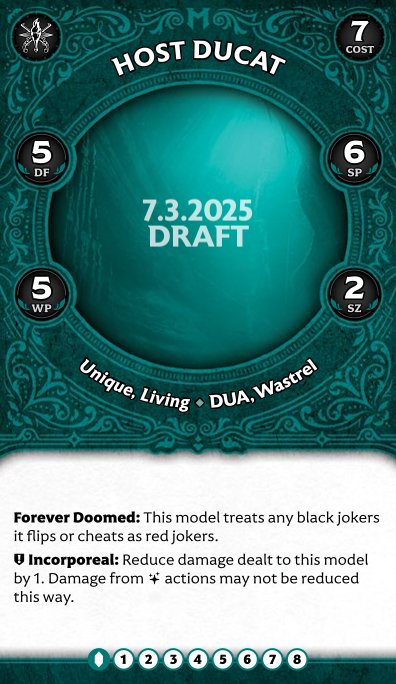 HOST DUCAT
7
COST
5
DF
6
SP
7.3.2025
DRAFT
5
WP
2
SZ
Unique, Living ◆ DUA, Wastrel
Forever Doomed: This model treats any black jokers
it flips or cheats as red jokers.
Incorporeal: Reduce damage dealt to this model
by 1. Damage from actions may not be reduced
this way.
1 2 3 4 5 6 7 8